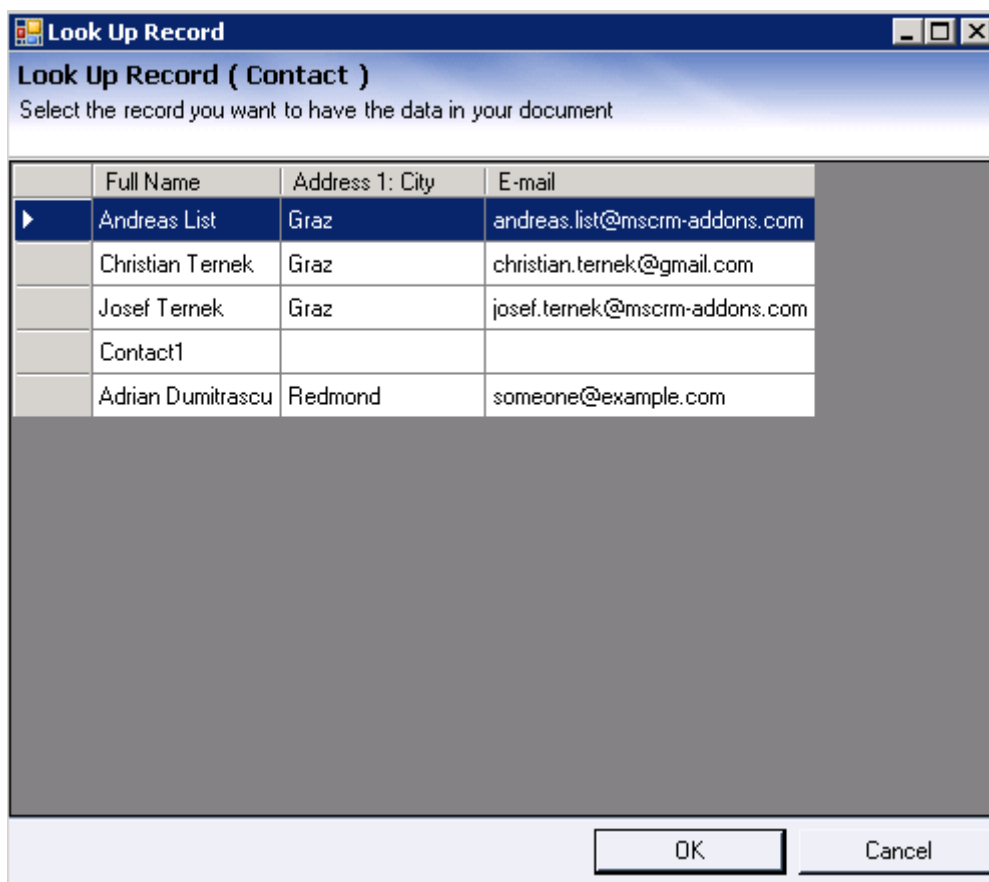 Look Up Record
Look Up Record ( Contact )
Select the record you want to have the data in your document
Full Name Address 1: City E-mail
Andreas List Graz andreas.list@mscrm-addons.com
Christian Ternek Graz christian.ternek@gmail.com
Josef Ternek Graz josef.ternek@mscrm-addons.com
Contact1
Adrian Dumitrascu Redmond someone@example.com
OK Cancel